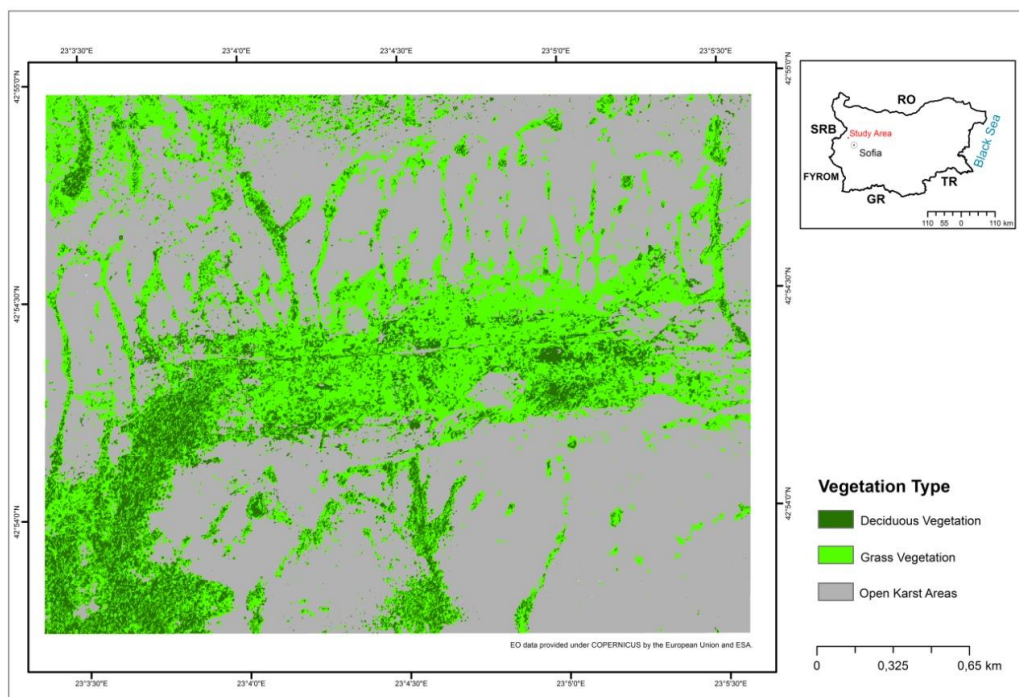 23°3'30"E 23°4'0"E 23°4'30"E 23°5'0"E 23°5'30"E
42°55'0"N
42°54'30"N
42°54'0"N
42°55'0"N
42°54'30"N
42°54'0"N
EO data provided under COPERNICUS by the European Union and ESA.
23°3'30"E 23°4'0"E 23°4'30"E 23°5'0"E 23°5'30"E
RO
SRB
Study Area
Sofia
Black Sea
FYROM
TR
GR
110 55 0 110 km
Vegetation Type
Deciduous Vegetation
Grass Vegetation
Open Karst Areas
0 0,325 0,65 km